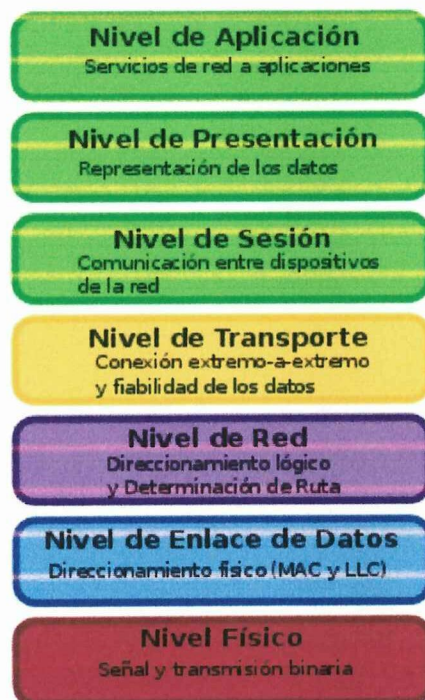 Nivel de Aplicación
Servicios de red a aplicaciones
Nivel de Presentación
Representación de los datos
Nivel de Sesión
Comunicación entre dispositivos
de la red
Nivel de Transporte
Conexión extremo-a-extremo
y fiabilidad de los datos
Nivel de Red
Direccionamiento lógico
y Determinación de Ruta
Nivel de Enlace de Datos
Direccionamiento físico (MAC y LLC)
Nivel Físico
Señal y transmisión binaria